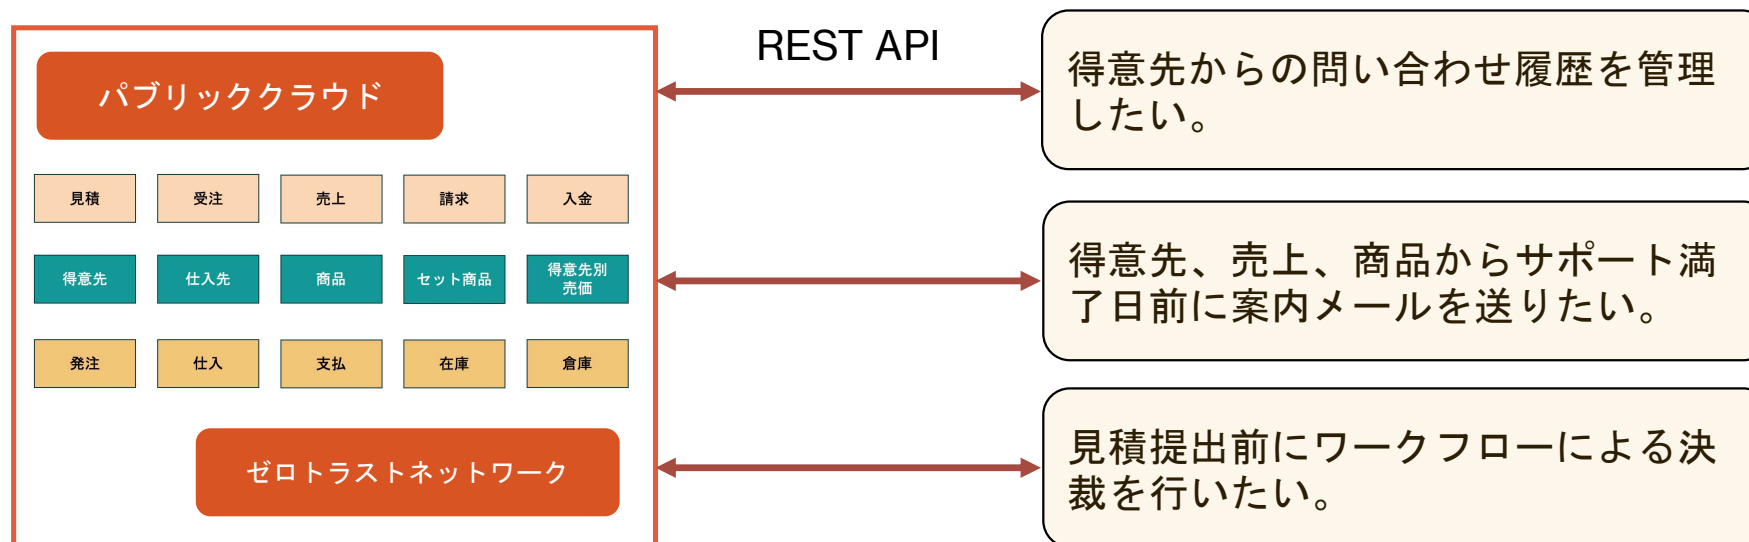 REST API
パブリッククラウド
見積
受注
売上
請求
入金
得意先
仕入先
商品
セット商品
得意先別
売価
発注
仕入
支払
在庫
倉庫
ゼロトラストネットワーク
得意先からの問い合わせ履歴を管理
したい。
得意先、売上、商品からサポート満
了日前に案内メールを送りたい。
見積提出前にワークフローによる決
裁を行いたい。